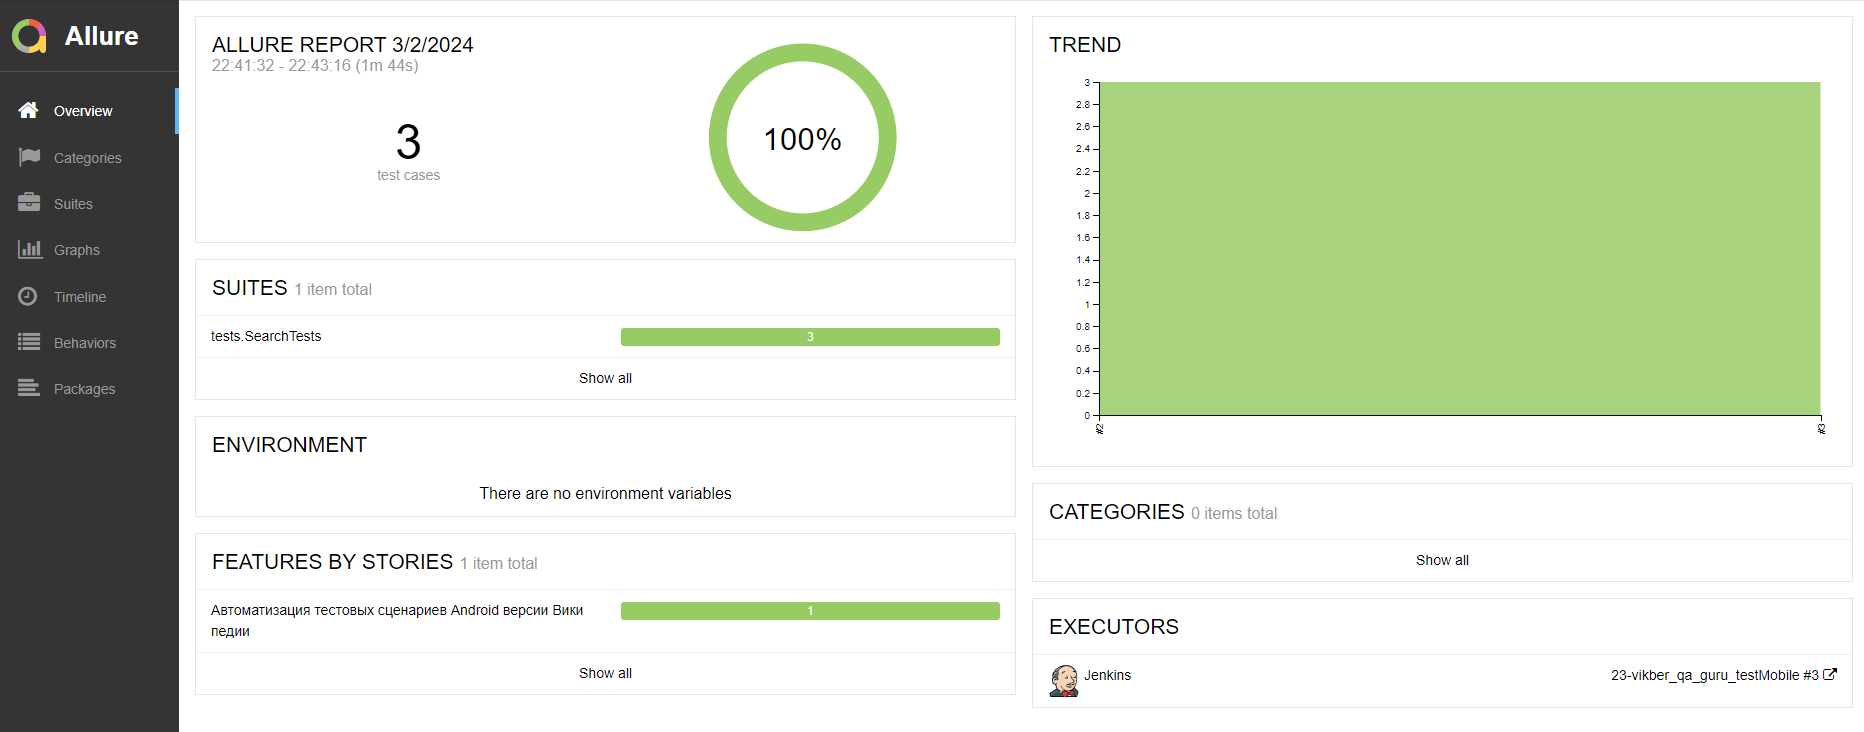 Allure
Overview
Categories
Suites
Graphs
Timeline
Behaviors
Packages
ALLURE REPORT 3/2/2024
22:41:32 - 22:43:16 (1m 44s)
3
test cases
100%
SUITES 1 item total
tests.SearchTests 3
Show all
ENVIRONMENT
There are no environment variables
FEATURES BY STORIES 1 item total
Автоматизация тестовых сценариев Android версии Вики
педии
1
Show all
TREND
3
2.8
2.6
2.4
2.2
2
1.8
1.6
1.4
1.2
1
0.8
0.6
0.4
0.2
0
#2
#3
CATEGORIES 0 items total
Show all
EXECUTORS
Jenkins 23-vikber_qa_guru_testMobile #3